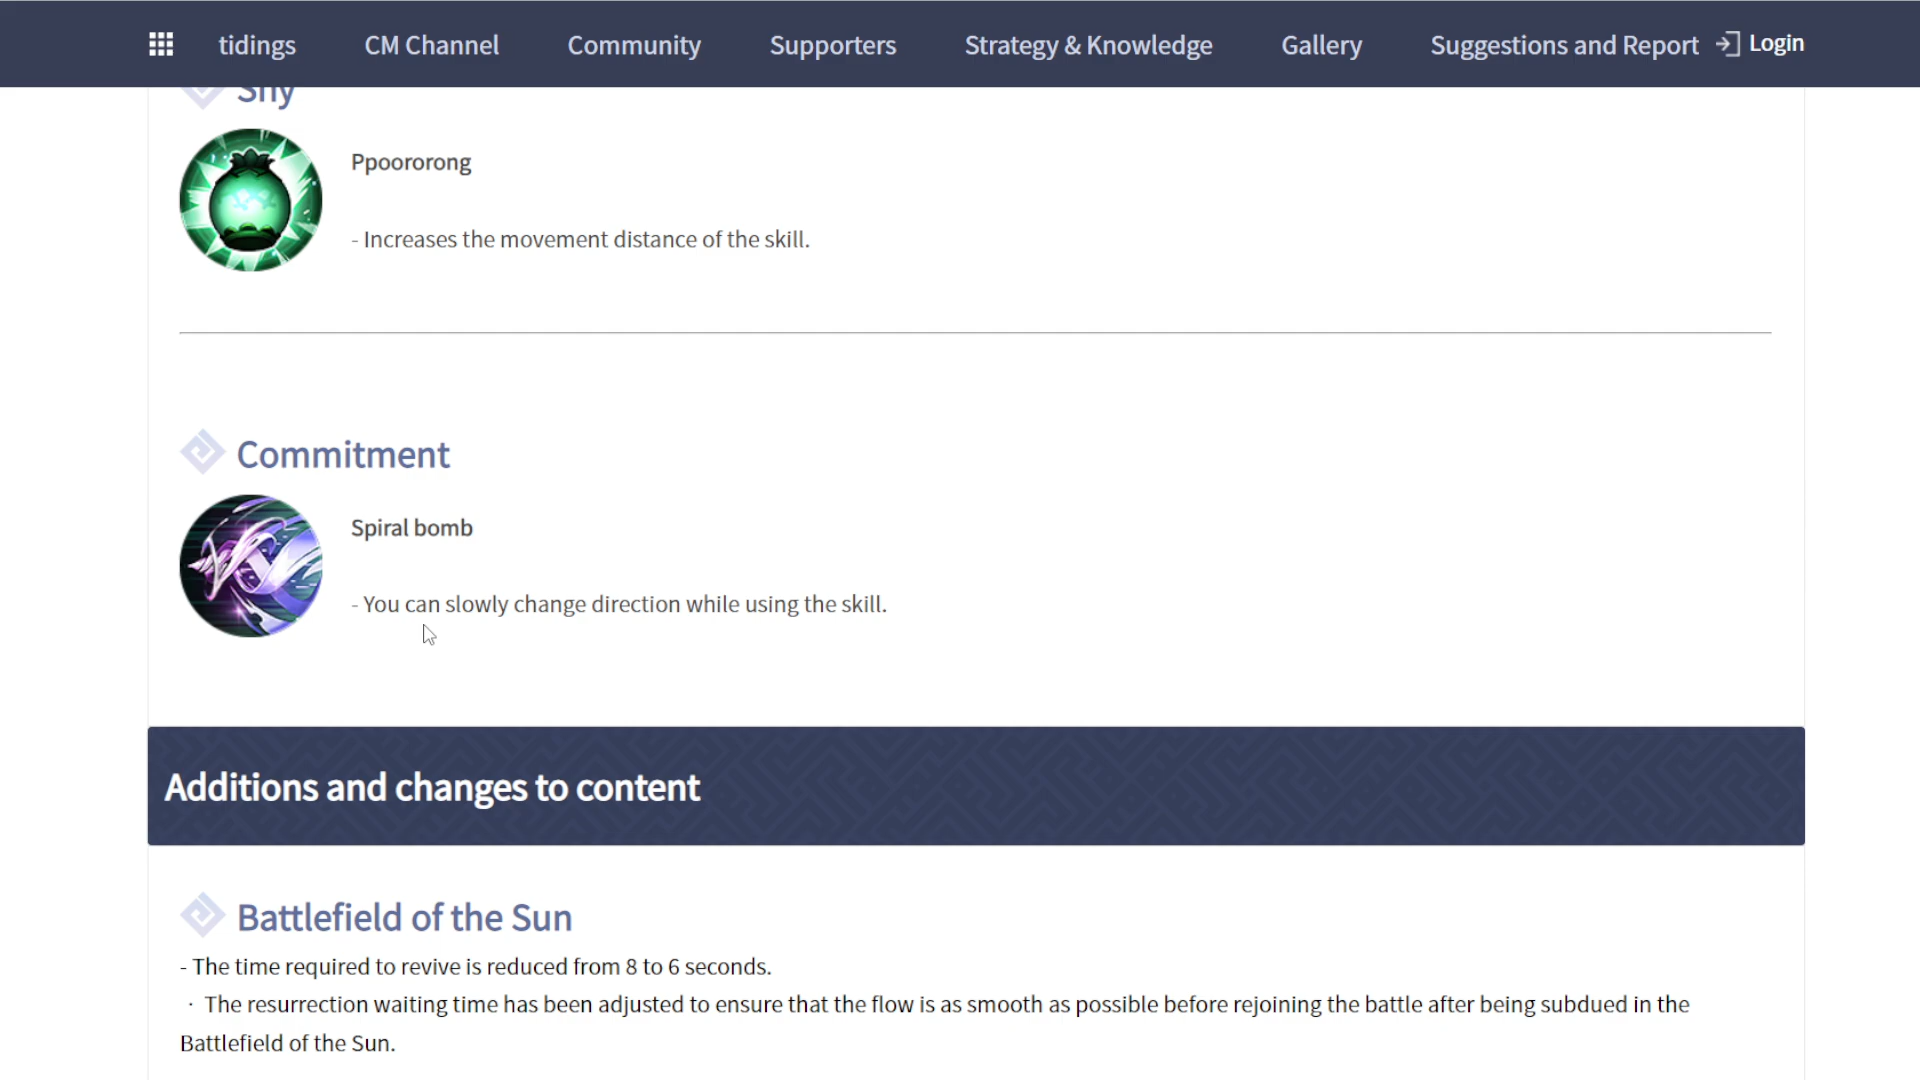 tidings CM Channel Community Supporters Strategy & Knowledge Gallery Suggestions and Report Login
Shy
Ppoororong
- Increases the movement distance of the skill.
Commitment
Spiral bomb
- You can slowly change direction while using the skill.
Additions and changes to content
Battlefield of the Sun
- The time required to revive is reduced from 8 to 6 seconds.
· The resurrection waiting time has been adjusted to ensure that the flow is as smooth as possible before rejoining the battle after being subdued in the
Battlefield of the Sun.